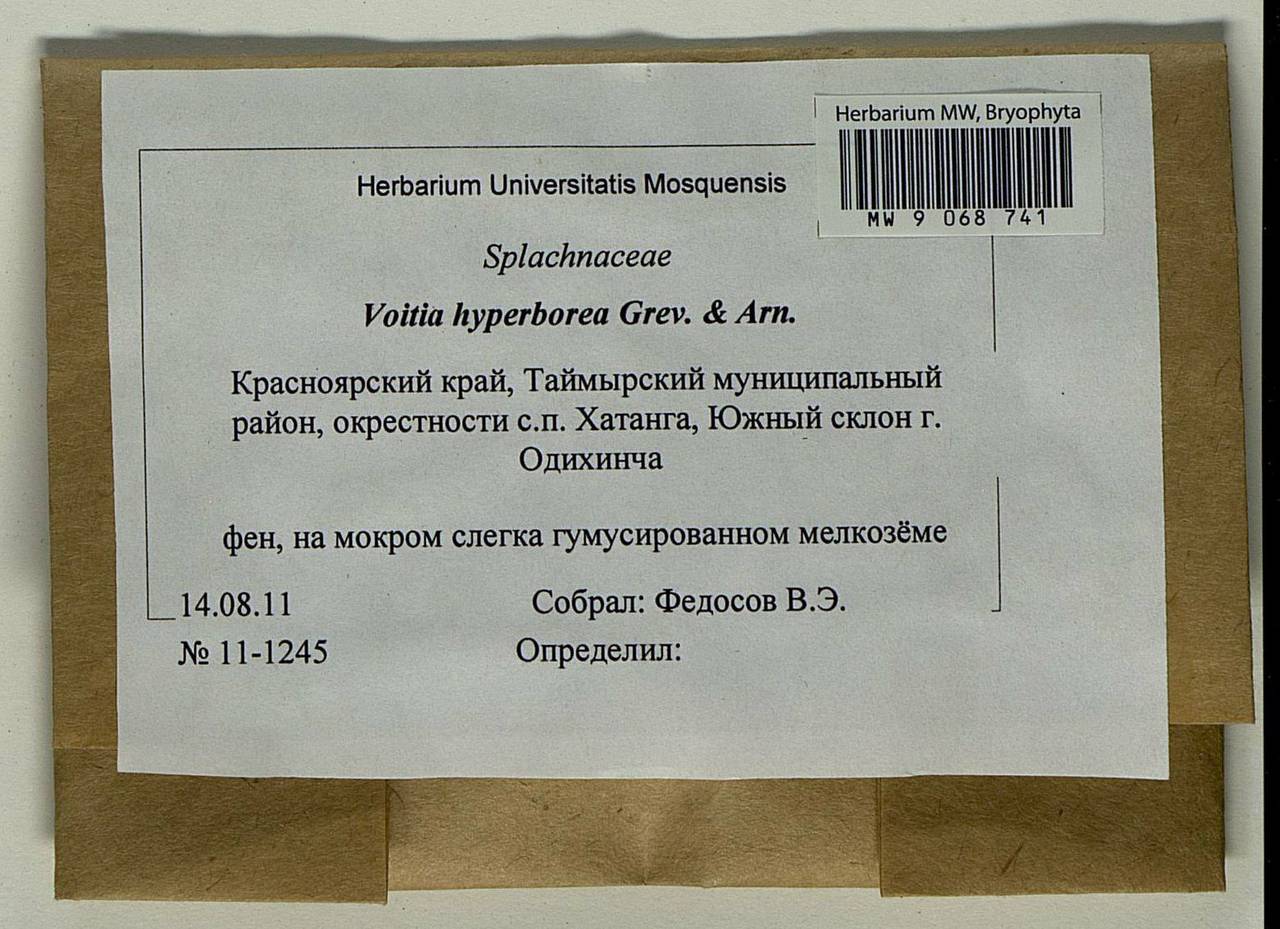 Herbarium MW, Bryophyta
MW 9 068 741
Herbarium Universitatis Mosquensis
Splachnaceae
Voitia hyperborea Grev. & Arn.
Красноярский край, Таймырский муниципальный
район, окрестности с.п. Хатанга, Южный склон г.
Одихинча
фен, на мокром слегка гумусированном мелкозёме
14.08.11 Собрал: Федосов В.Э.
№ 11-1245 Определил: